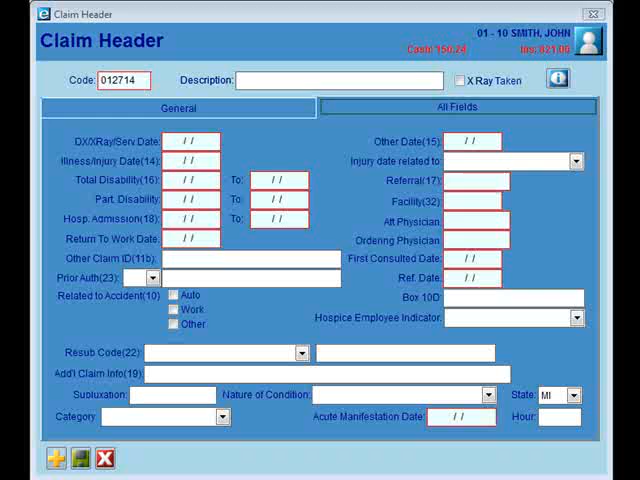 Claim Header
Claim Header
01 - 10 SMITH, JOHN
Cash: 150.24 Ins: 821.00
Code: 012714 Description: X Ray Taken
General All Fields
DX/XRay/Serv.Date: / / Other Date(15): / /
Illness/Injury Date(14): / / Injury date related to:
Total Disability(16): / / To: / / Referral(17):
Part. Disability: / / To: / / Facility(32):
Hosp. Admission(18): / / To: / / Att Physician:
Return To Work Date: / / Ordering Physician:
Other Claim ID(11b): First Consulted Date: / /
Prior Auth(23): Ref. Date: / /
Related to Accident(10) Auto Box 10D:
Work
Other Hospice Employee Indicator:
Resub Code(22):
Add'l Claim Info(19):
Subluxation: Nature of Condition: State: MI
Category Acute Manifestation Date: / / Hour: